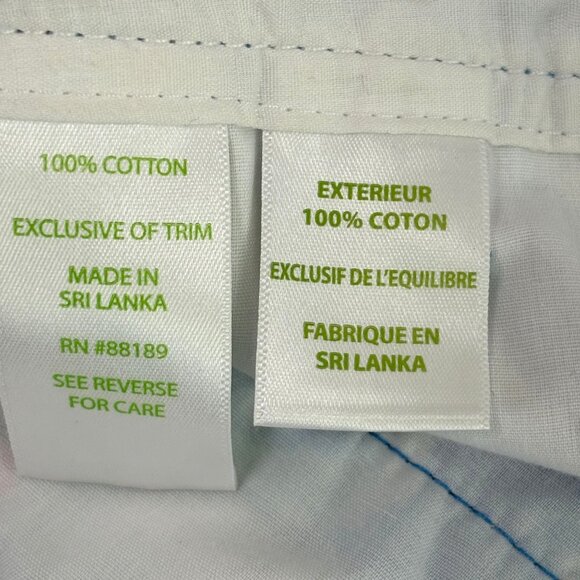 100% COTTON
EXCLUSIVE OF TRIM
MADE IN
SRI LANKA
RN #88189
SEE REVERSE
FOR CARE
EXTERIEUR
100% COTON
EXCLUSIF DE L'EQUILIBRE
FABRIQUE EN
SRI LANKA